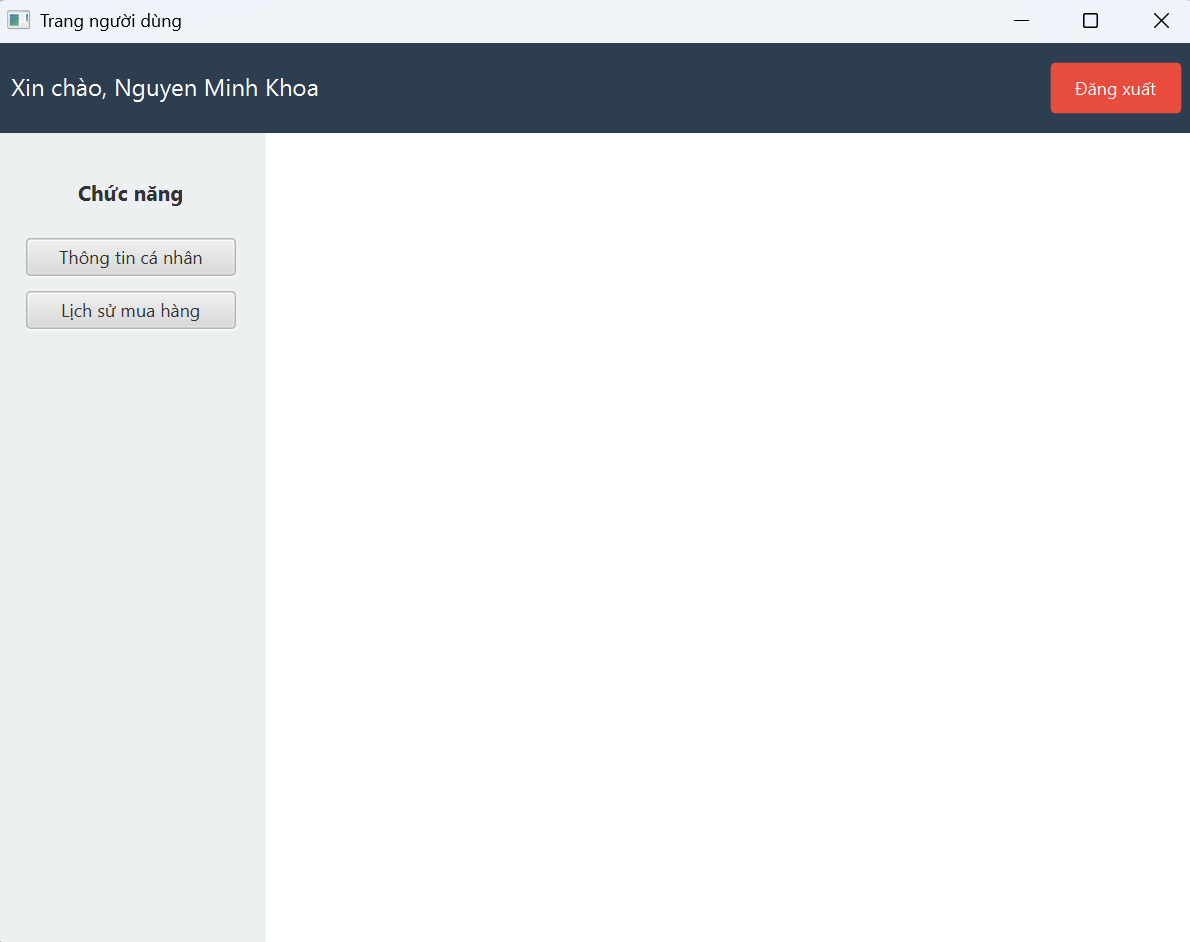 Trang người dùng
Xin chào, Nguyen Minh Khoa
Đăng xuất
Chức năng
Thông tin cá nhân
Lịch sử mua hàng